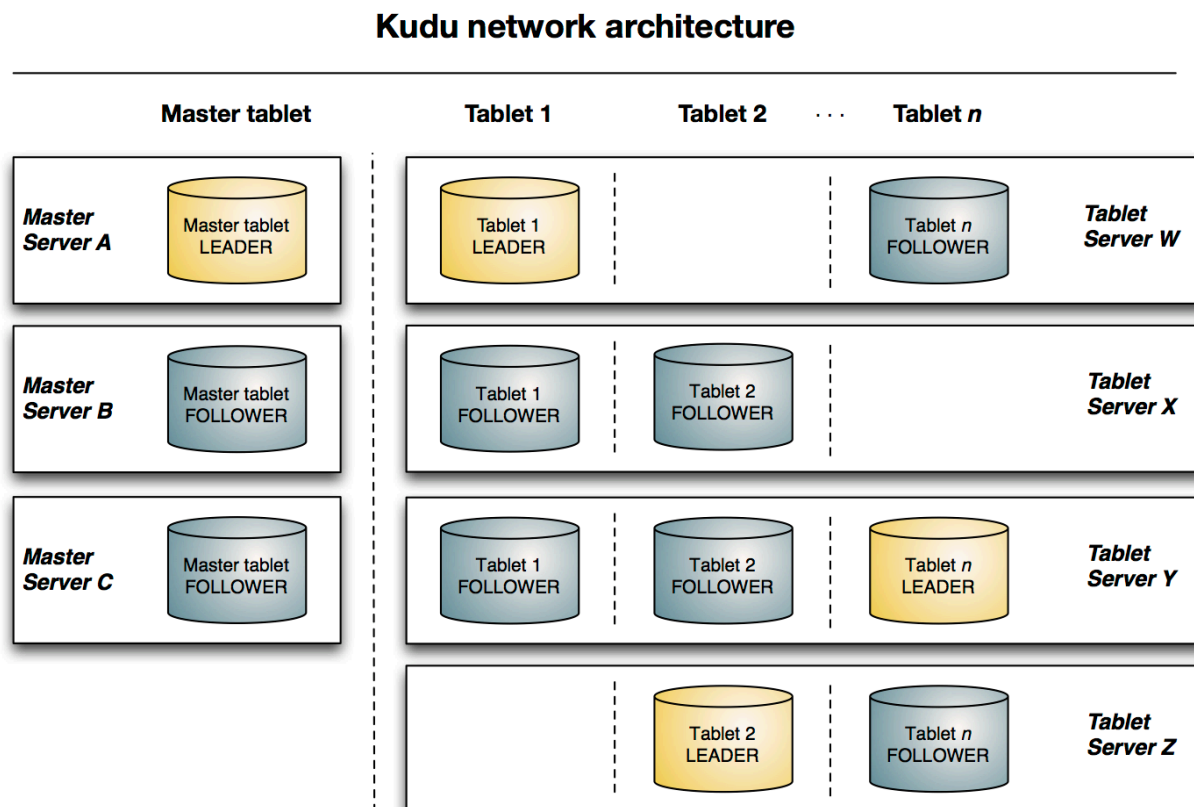 Kudu network architecture
Master tablet
Tablet 1
Tablet 2
. . .
Tablet n
Master
Server A
Master tablet
LEADER
Tablet 1
LEADER
Tablet n
FOLLOWER
Tablet
Server W
Master
Server B
Master tablet
FOLLOWER
Tablet 1
FOLLOWER
Tablet 2
FOLLOWER
Tablet
Server X
Master
Server C
Master tablet
FOLLOWER
Tablet 1
FOLLOWER
Tablet 2
FOLLOWER
Tablet n
LEADER
Tablet
Server Y
Tablet 2
LEADER
Tablet n
FOLLOWER
Tablet
Server Z